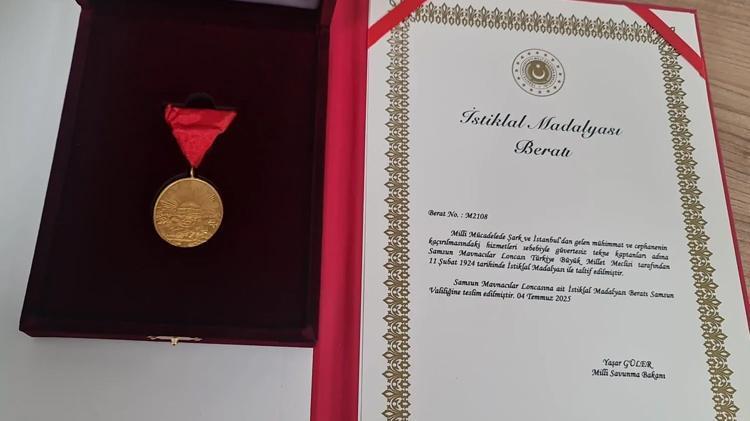 İstiklal Madalyası
Beratı
Berat No. : M2108
Milli Mücadelede Şark ve İstanbul'dan gelen mühimmat ve cephanenin
kaçırılmasındaki hizmetleri sebebiyle güvertesiz tekne kaptanları adına
Samsun Mavnacılar Loncası Türkiye Büyük Millet Meclisi tarafından
11 Şubat 1924 tarihinde İstiklal Madalyası ile taltif edilmiştir.
Samsun Mavnacılar Loncasına ait İstiklal Madalyası Beratı Samsun
Valiliğine teslim edilmiştir. 04 Temmuz 2025
Yaşar GÜLER
Milli Savunma Bakanı